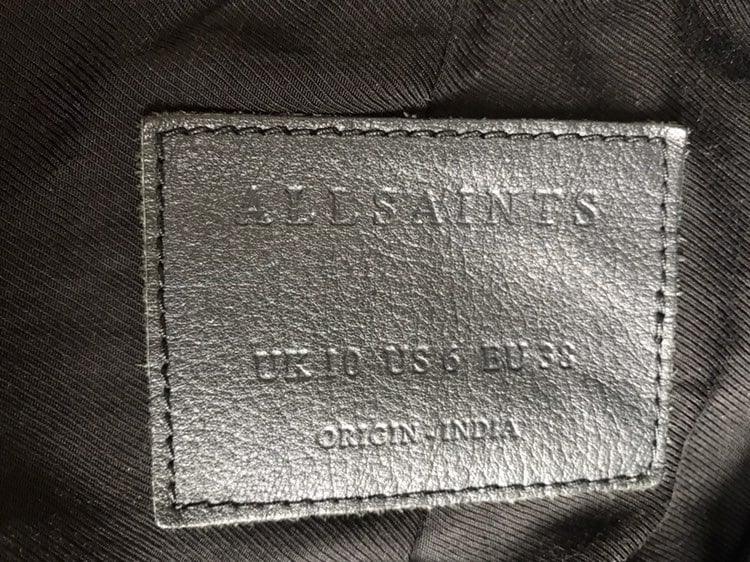 ALLSAINTS
UK 10 US 6 EU 38
ORIGIN - INDIA